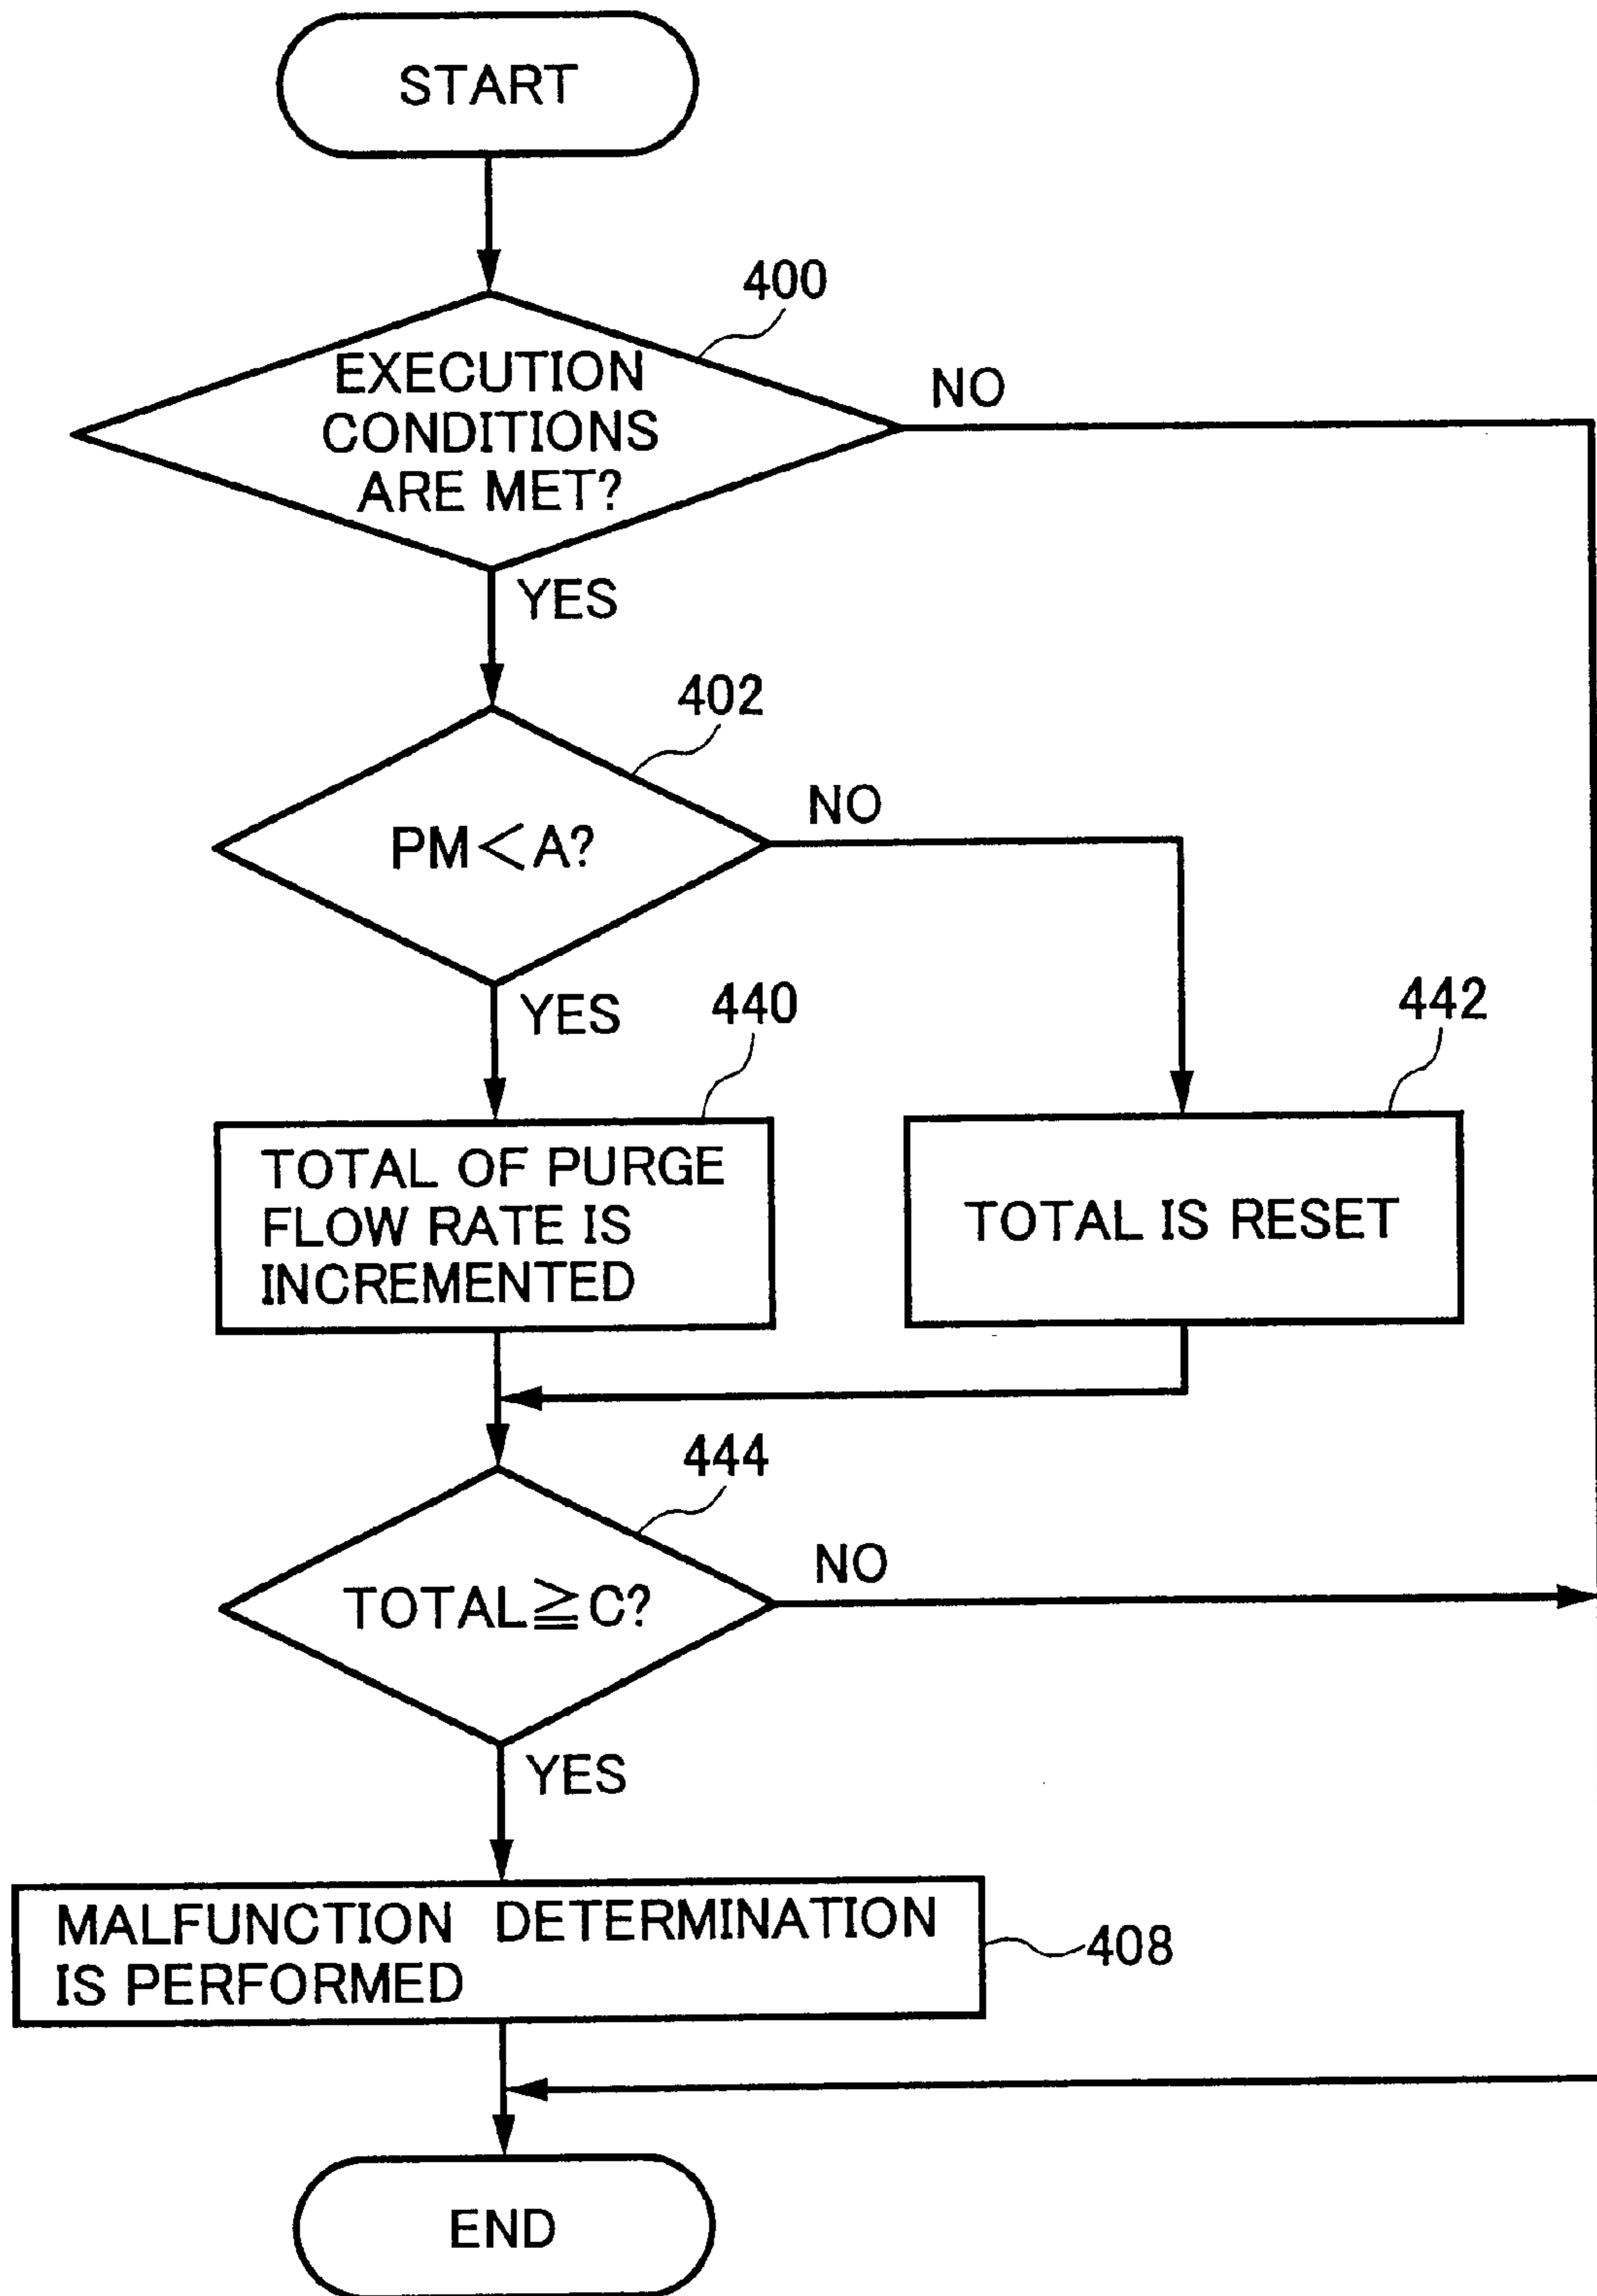 START
400
EXECUTION
CONDITIONS
ARE MET?
NO
YES
402
PM<A?
NO
YES
440
442
TOTAL OF PURGE
FLOW RATE IS
INCREMENTED
TOTAL IS RESET
444
TOTAL≧C?
NO
YES
MALFUNCTION DETERMINATION
IS PERFORMED
408
END